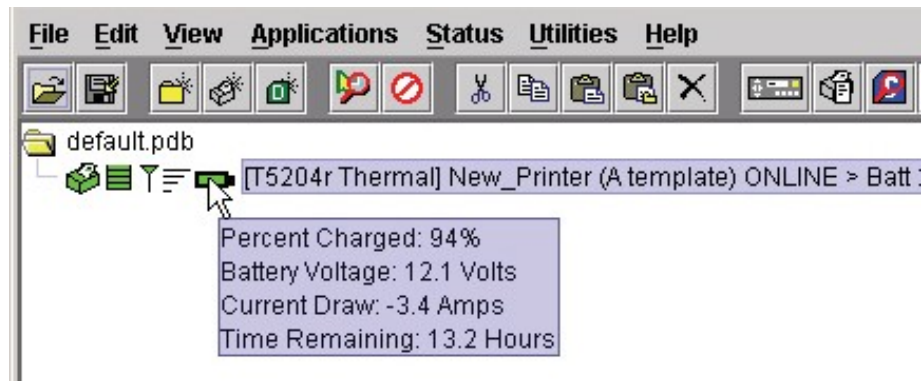 File Edit View Applications Status Utilities Help
default.pdb
[T5204r Thermal] New_Printer (A template) ONLINE > Batt
Percent Charged: 94%
Battery Voltage: 12.1 Volts
Current Draw: -3.4 Amps
Time Remaining: 13.2 Hours